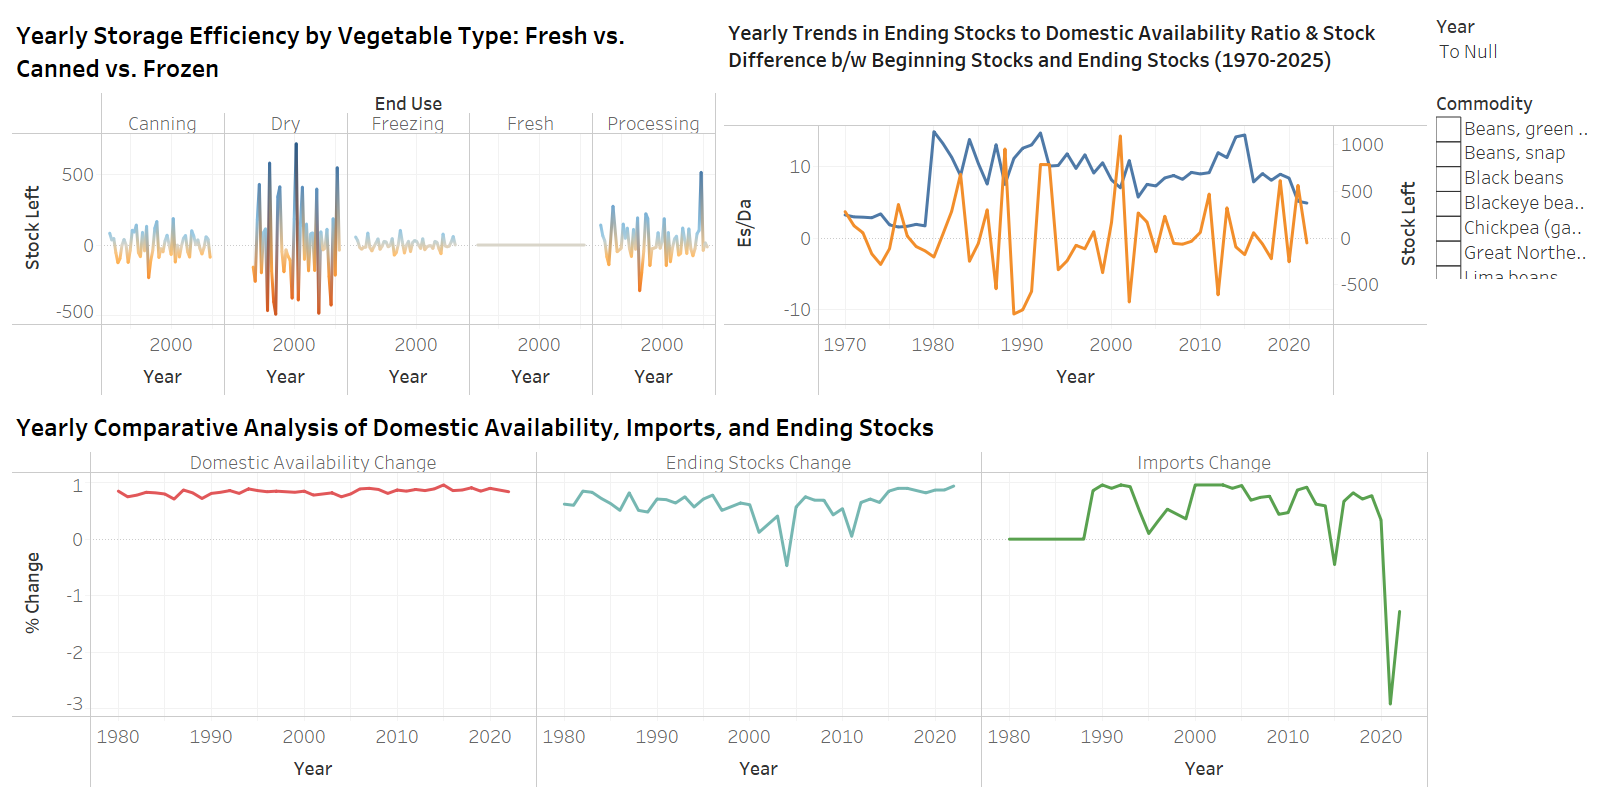 Yearly Storage Efficiency by Vegetable Type: Fresh vs.
Canned vs. Frozen
End Use
Canning Dry Freezing Fresh Processing
Stock Left
500
0
-500
2000 2000 2000 2000 2000
Year Year Year Year Year
Yearly Trends in Ending Stocks to Domestic Availability Ratio & Stock
Difference b/w Beginning Stocks and Ending Stocks (1970-2025)
Es/Da
10
0
-10
1000
500
0
-500
Stock Left
1970 1980 1990 2000 2010 2020
Year
Year
To Null
Commodity
Beans, green ..
Beans, snap
Black beans
Blackeye bea..
Chickpea (ga..
Great Northe..
Lima beans
Yearly Comparative Analysis of Domestic Availability, Imports, and Ending Stocks
Domestic Availability Change Ending Stocks Change Imports Change
% Change
1
0
-1
-2
-3
1980 1990 2000 2010 2020 1980 1990 2000 2010 2020 1980 1990 2000 2010 2020
Year Year Year